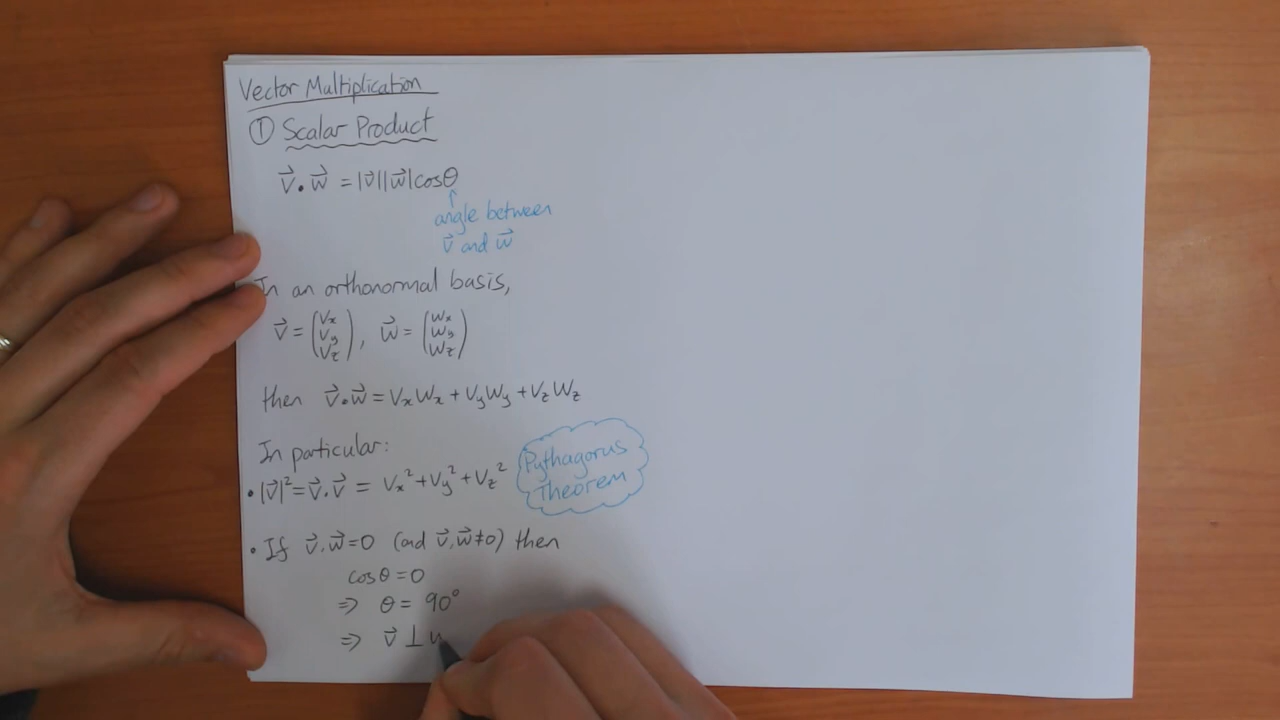 Vector Multiplication
① Scalar Product
v⃗ · w⃗ = |v⃗||w⃗|cosθ
↑
angle between
v⃗ and w⃗
In an orthonormal basis,
v⃗ = (Vx Vy Vz), w⃗ = (Wx Wy Wz)
then v⃗·w⃗ = VxWx + VyWy + VzWz
In particular:
• |v⃗|² = v⃗·v⃗ = Vx² + Vy² + Vz²
Pythagorus
Theorem
• If v⃗·w⃗ = 0 (and v⃗,w⃗ ≠ 0) then
cosθ = 0
⇒ θ = 90°
⇒ v⃗ ⊥